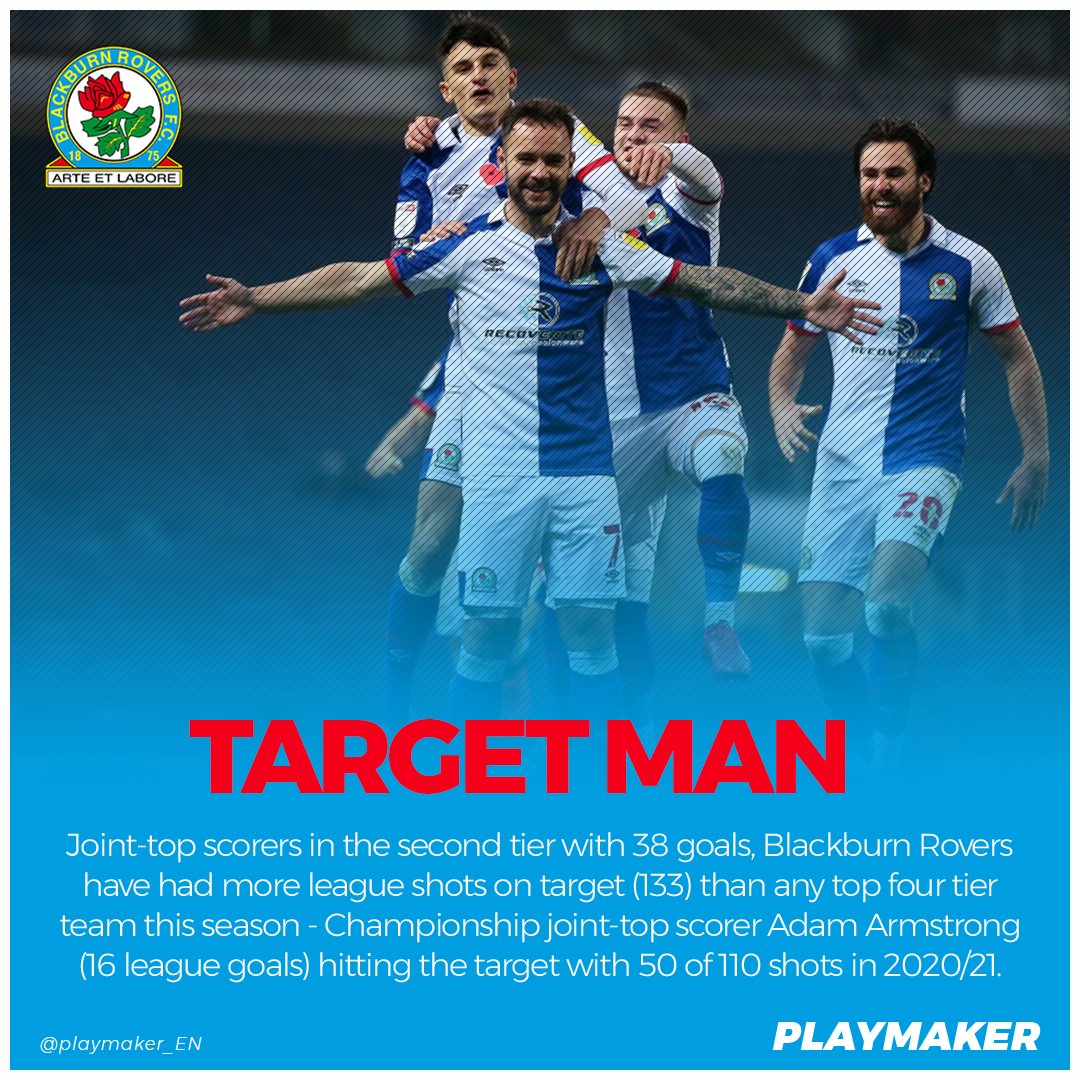 BLACKBURN ROVERS F.C.
18 75
ARTE ET LABORE
RECOVERITE
20
7
TARGET MAN
Joint-top scorers in the second tier with 38 goals, Blackburn Rovers
have had more league shots on target (133) than any top four tier
team this season - Championship joint-top scorer Adam Armstrong
(16 league goals) hitting the target with 50 of 110 shots in 2020/21.
@playmaker_EN
PLAYMAKER